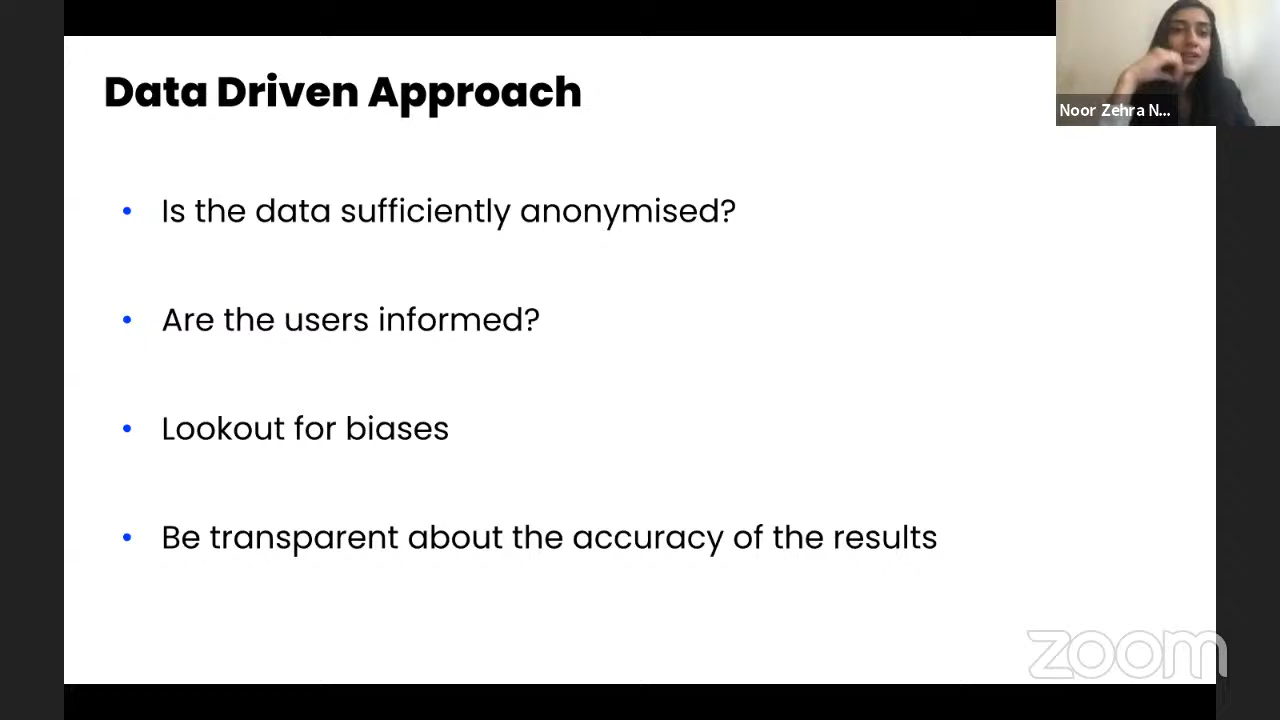 Data Driven Approach
Noor Zehra N...
• Is the data sufficiently anonymised?
• Are the users informed?
• Lookout for biases
• Be transparent about the accuracy of the results
zoom